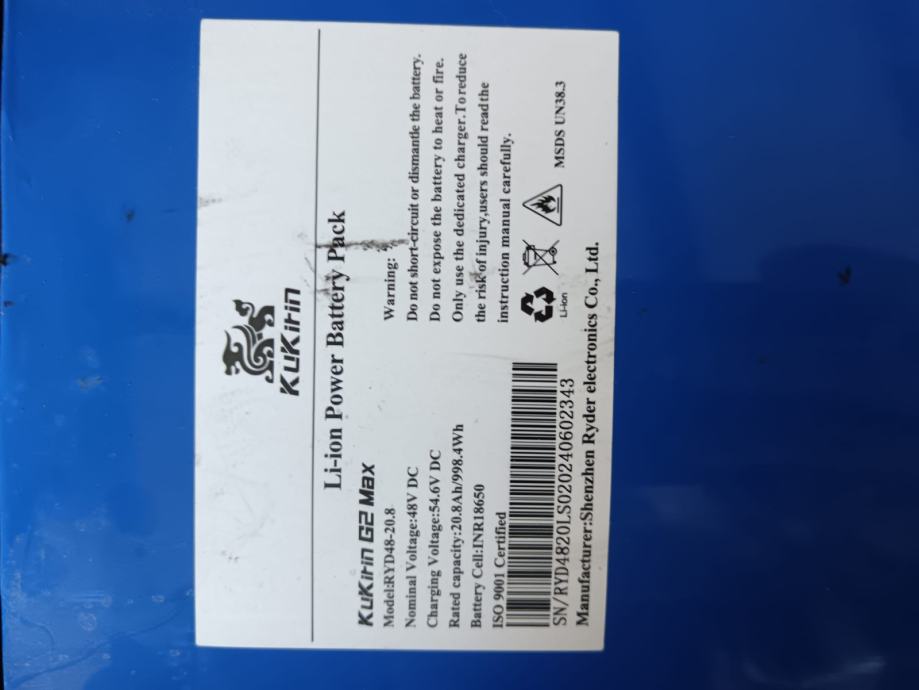 KuKirin
Li-ion Power Battery Pack
KuKirin G2 Max
Model:RYD48-20.8
Nominal Voltage:48V DC
Charging Voltage:54.6V DC
Rated capacity:20.8Ah/998.4Wh
Battery Cell:INR18650
ISO 9001 Certified
SN/RYD4820LS020240602343
Manufacturer:Shenzhen Ryder electronics Co., Ltd.
Warning:
Do not short-circuit or dismantle the battery.
Do not expose the battery to heat or fire.
Only use the dedicated charger.To reduce
the risk of injury,users should read the
instruction manual carefully.
Li-ion
MSDS UN38.3